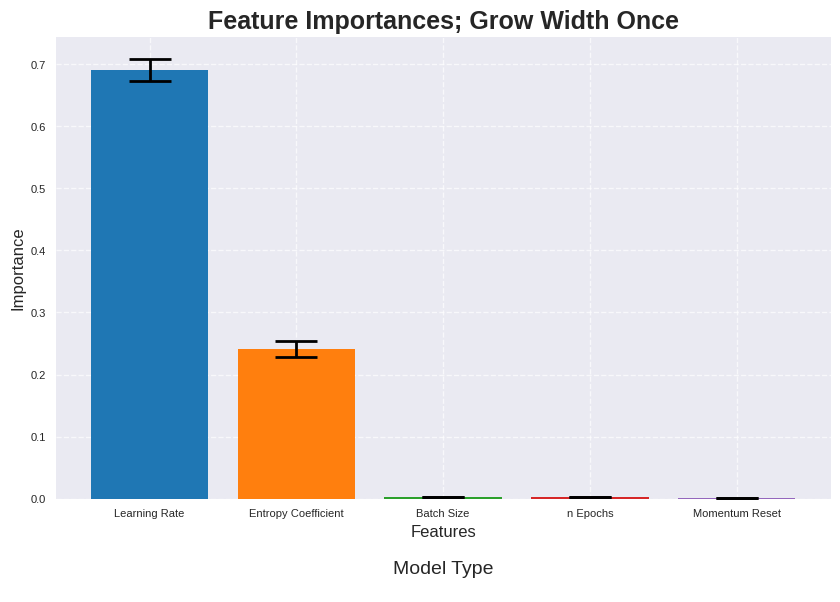 Feature Importances; Grow Width Once
Importance
0.7
0.6
0.5
0.4
0.3
0.2
0.1
0.0
Learning Rate
Entropy Coefficient
Batch Size
n Epochs
Momentum Reset
Features
Model Type